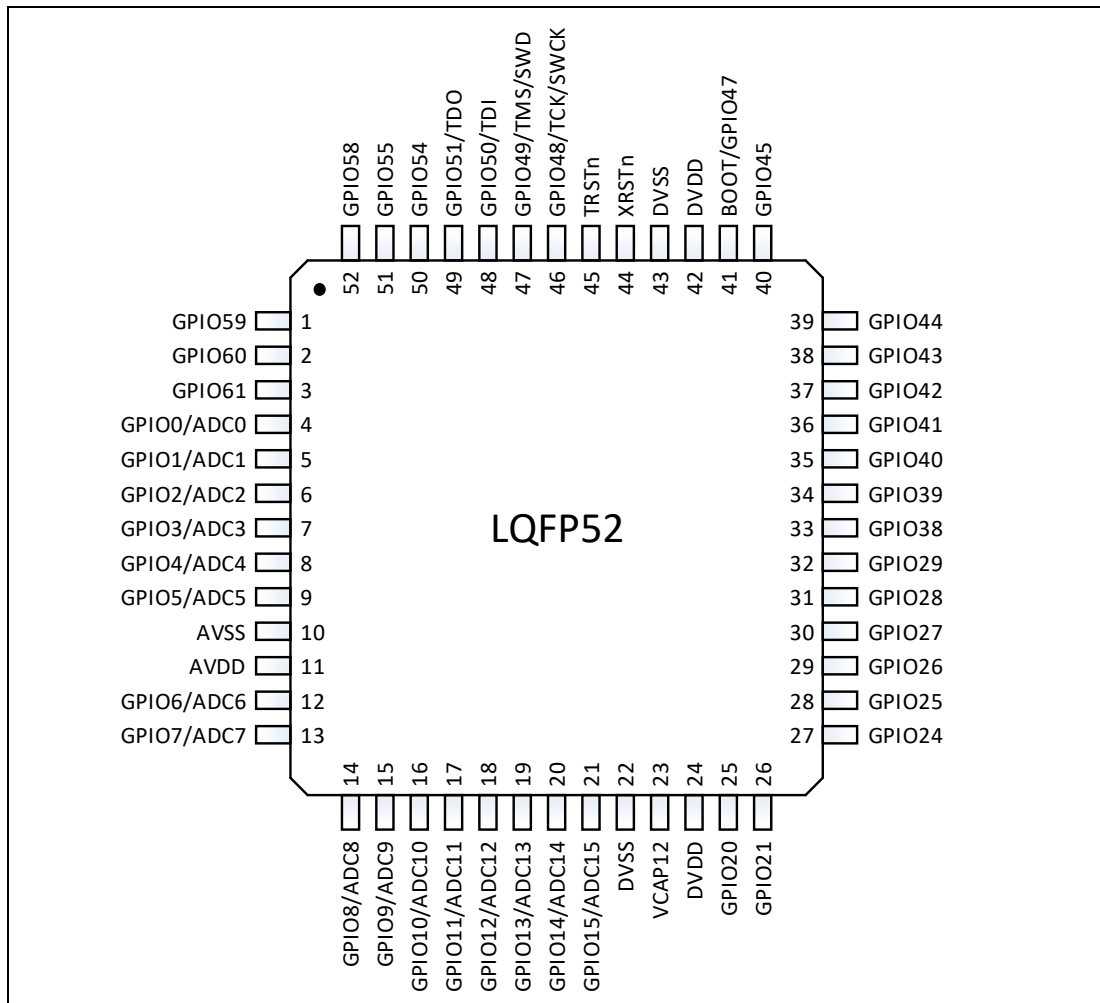 GPIO58
GPIO55
GPIO54
GPIO51/TDO
GPIO50/TDI
GPIO49/TMS/SWD
GPIO48/TCK/SWCK
TRSTn
XRSTn
DVSS
DVDD
BOOT/GPIO47
GPIO45
52
51
50
49
48
47
46
45
44
43
42
41
40
GPIO59 1
GPIO60 2
GPIO61 3
GPIO0/ADC0 4
GPIO1/ADC1 5
GPIO2/ADC2 6
GPIO3/ADC3 7
GPIO4/ADC4 8
GPIO5/ADC5 9
AVSS 10
AVDD 11
GPIO6/ADC6 12
GPIO7/ADC7 13
LQFP52
39 GPIO44
38 GPIO43
37 GPIO42
36 GPIO41
35 GPIO40
34 GPIO39
33 GPIO38
32 GPIO29
31 GPIO28
30 GPIO27
29 GPIO26
28 GPIO25
27 GPIO24
14
15
16
17
18
19
20
21
22
23
24
25
26
GPIO8/ADC8
GPIO9/ADC9
GPIO10/ADC10
GPIO11/ADC11
GPIO12/ADC12
GPIO13/ADC13
GPIO14/ADC14
GPIO15/ADC15
DVSS
VCAP12
DVDD
GPIO20
GPIO21